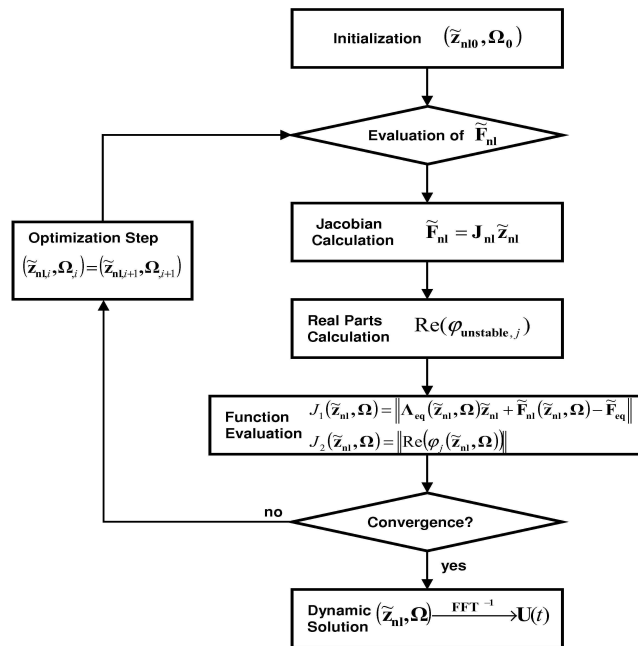 Initialization (z̃nl0, Ω0)
Evaluation of F̃nl
Jacobian Calculation F̃nl = Jnl z̃nl
Optimization Step
(z̃nl,i, Ω,i)=(z̃nl,i+1, Ω,i+1)
Real Parts Calculation Re(φunstable, j)
Function Evaluation
J1(z̃nl, Ω) = ‖Λeq(z̃nl, Ω)z̃nl + F̃nl(z̃nl, Ω) − F̃eq‖
J2(z̃nl, Ω) = ‖Re(φj(z̃nl, Ω))‖
no
Convergence?
yes
Dynamic Solution (z̃nl, Ω) FFT −1 → U(t)